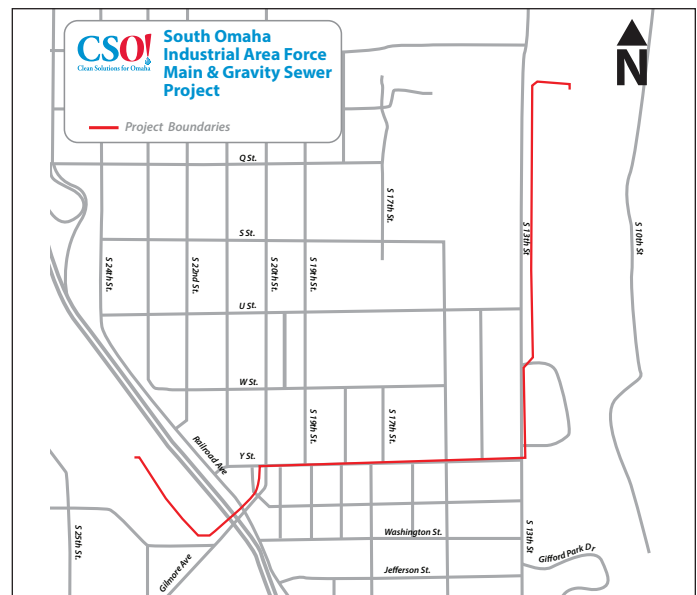 CSO!
Clean Solutions for Omaha
South Omaha
Industrial Area Force
Main & Gravity Sewer
Project
Project Boundaries
N
Q St.
S 17th St.
S St.
S 13th St
S 10th St
S 24th St.
S 22nd St.
S 20th St.
S 19th St.
U St.
W St.
S 19th St.
S 17th St.
Railroad Ave
Y St.
S 25th St.
Washington St.
S 13th St
Gifford Park Dr
Gilmore Ave
Jefferson St.